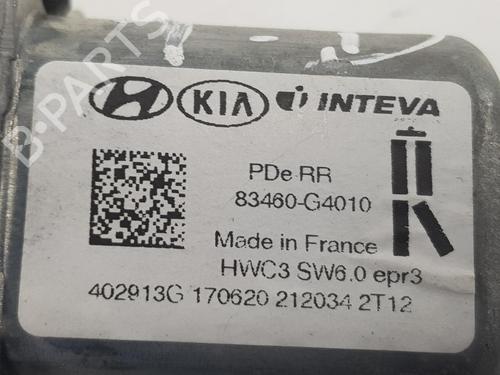 KIA INTEVA
PDe RR
83460-G4010
Made in France
HWC3 SW6.0 epr3
402913G 170620 212034 2T12
B-PARTS